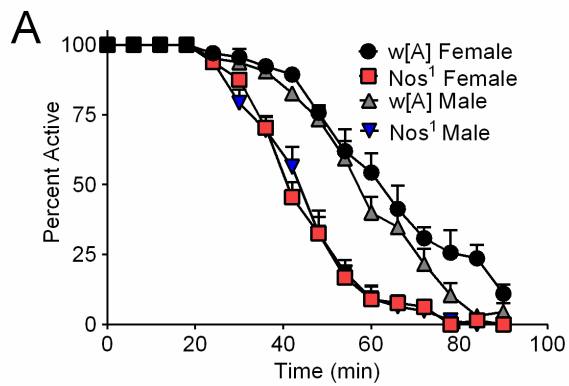 A
100
75
50
25
0
Percent Active
w[A] Female
Nos¹ Female
w[A] Male
Nos¹ Male
0 20 40 60 80 100
Time (min)